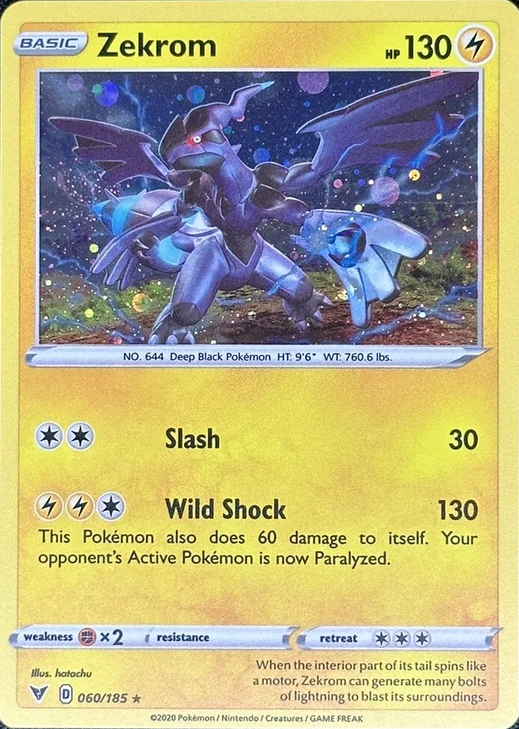 BASIC Zekrom HP 130
NO. 644 Deep Black Pokémon HT: 9'6" WT: 760.6 lbs.
Slash 30
Wild Shock 130
This Pokémon also does 60 damage to itself. Your
opponent's Active Pokémon is now Paralyzed.
weakness ×2 resistance retreat
Illus. hatachu
When the interior part of its tail spins like
a motor, Zekrom can generate many bolts
of lightning to blast its surroundings.
D 060/185 ★
©2020 Pokémon / Nintendo / Creatures / GAME FREAK